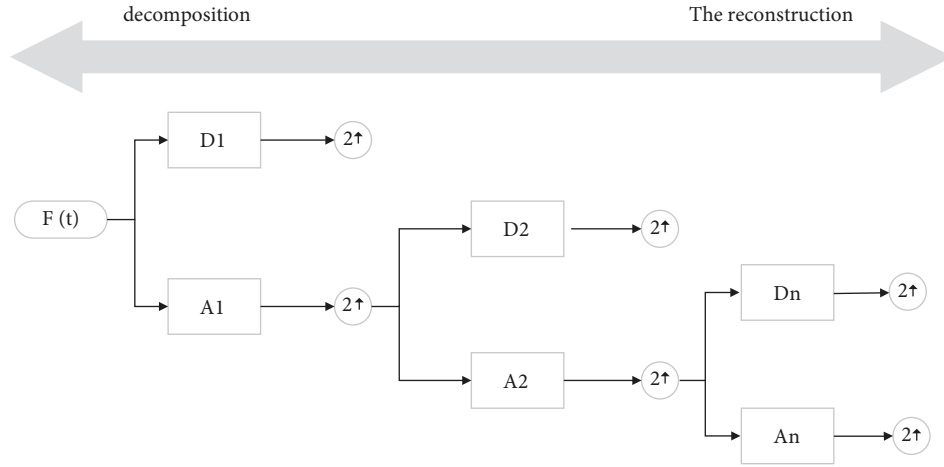 decomposition
The reconstruction
D1
2↑
F (t)
A1
2↑
D2
2↑
A2
2↑
Dn
2↑
An
2↑